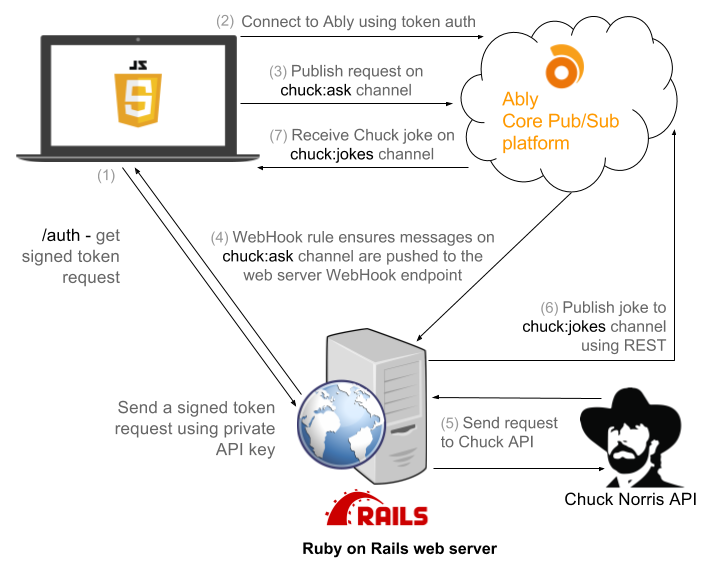 (2) Connect to Ably using token auth
JS
(3) Publish request on
chuck:ask channel
Ably
Core Pub/Sub
platform
(7) Receive Chuck joke on
chuck:jokes channel
(1)
/auth - get
signed token
request
(4) WebHook rule ensures messages on
chuck:ask channel are pushed to the
web server WebHook endpoint
(6) Publish joke to
chuck:jokes channel
using REST
Send a signed token
request using private
API key
(5) Send request
to Chuck API
Chuck Norris API
RAILS
Ruby on Rails web server